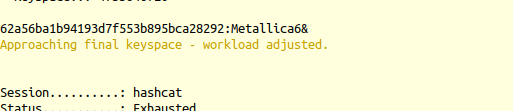 62a56ba1b94193d7f553b895bca28292:Metallica6&
Approaching final keyspace - workload adjusted.
Session..........: hashcat
Status...........: Exhausted